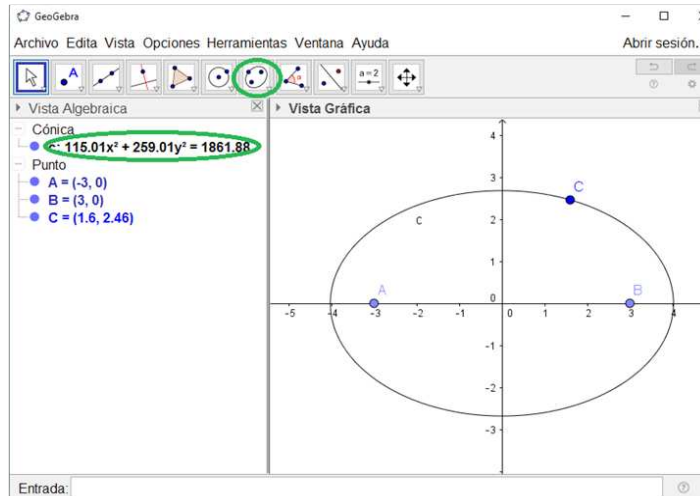 GeoGebra
Archivo Edita Vista Opciones Herramientas Ventana Ayuda
Abrir sesión.
A
α
a=2
Vista Algebraica
Vista Gráfica
Cónica
c: 115.01x² + 259.01y² = 1861.88
Punto
A = (-3, 0)
B = (3, 0)
C = (1.6, 2.46)
4
3
2
1
0
-1
-2
-3
-5 -4 -3 -2 -1 0 1 2 3 4
c
A
B
C
Entrada: